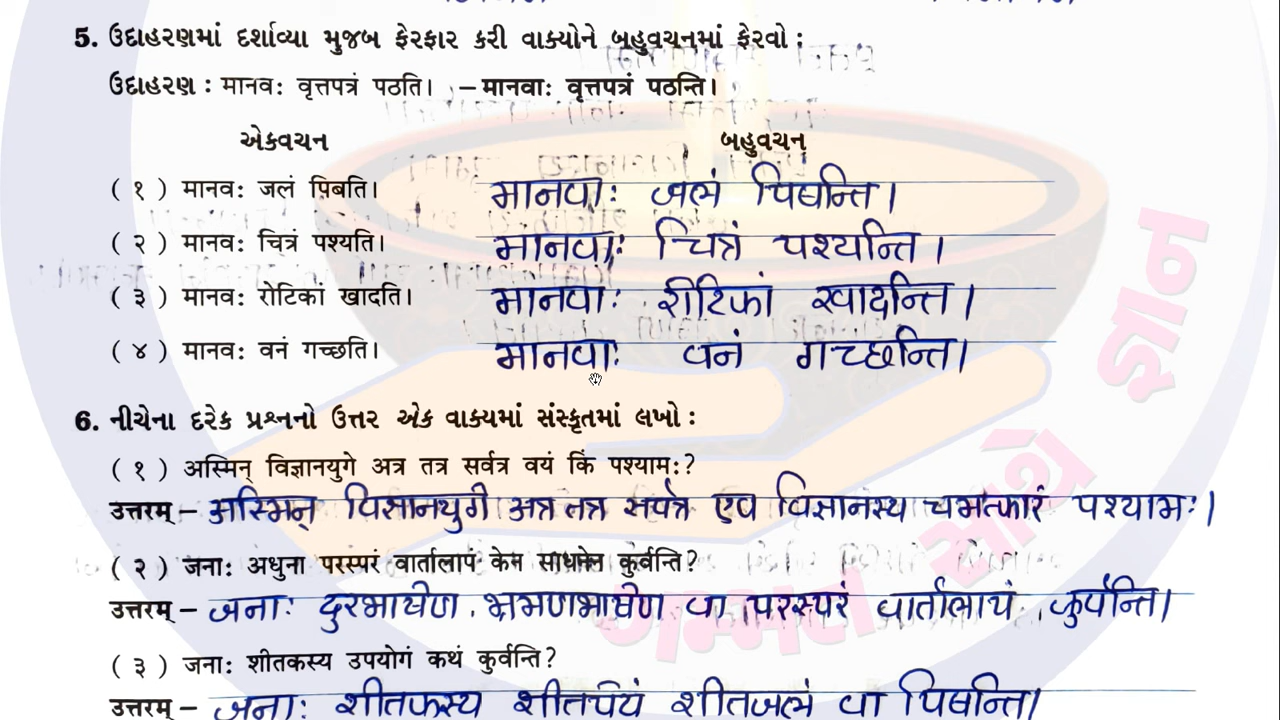 5. ઉદાહરણમાં દર્શાવ્યા મુજબ ફેરફાર કરી વાક્યોને બહુવચનમાં ફેરવો :
ઉદાહરણ : मानवः वृत्तपत्रं पठति। – मानवाः वृत्तपत्रं पठन्ति।
એકવચન બહુવચન
( १ ) मानवः जलं पिबति। मानवाः जलं पिबन्ति।
( २ ) मानवः चित्रं पश्यति। मानवाः चित्रं पश्यन्ति।
( ३ ) मानवः रोटिकां खादति। मानवाः रोटिकां खादन्ति।
( ४ ) मानवः वनं गच्छति। मानवाः वनं गच्छन्ति।
6. નીચેના દરેક પ્રશ્નનો ઉત્તર એક વાક્યમાં સંસ્કૃતમાં લખો :
( १ ) अस्मिन् विज्ञानयुगे अत्र तत्र सर्वत्र वयं किं पश्यामः?
उत्तरम् – अस्मिन् विज्ञानयुगे अत्र तत्र सर्वत्र एव विज्ञानस्य चमत्कारं पश्यामः।
( २ ) जनाः अधुना परस्परं वार्तालापं केन साधनेन कुर्वन्ति?
उत्तरम् – जनाः दुरभाषेण, भ्रमणभाषेण वा परस्परं वार्तालापं कुर्वन्ति।
( ३ ) जनाः शीतकस्य उपयोगं कथं कुर्वन्ति?
उत्तरम् – जनाः शीतकस्य शीतपेयं शीतजलं वा पिबन्ति।
ગમ્મત સાથે જ્ઞાન